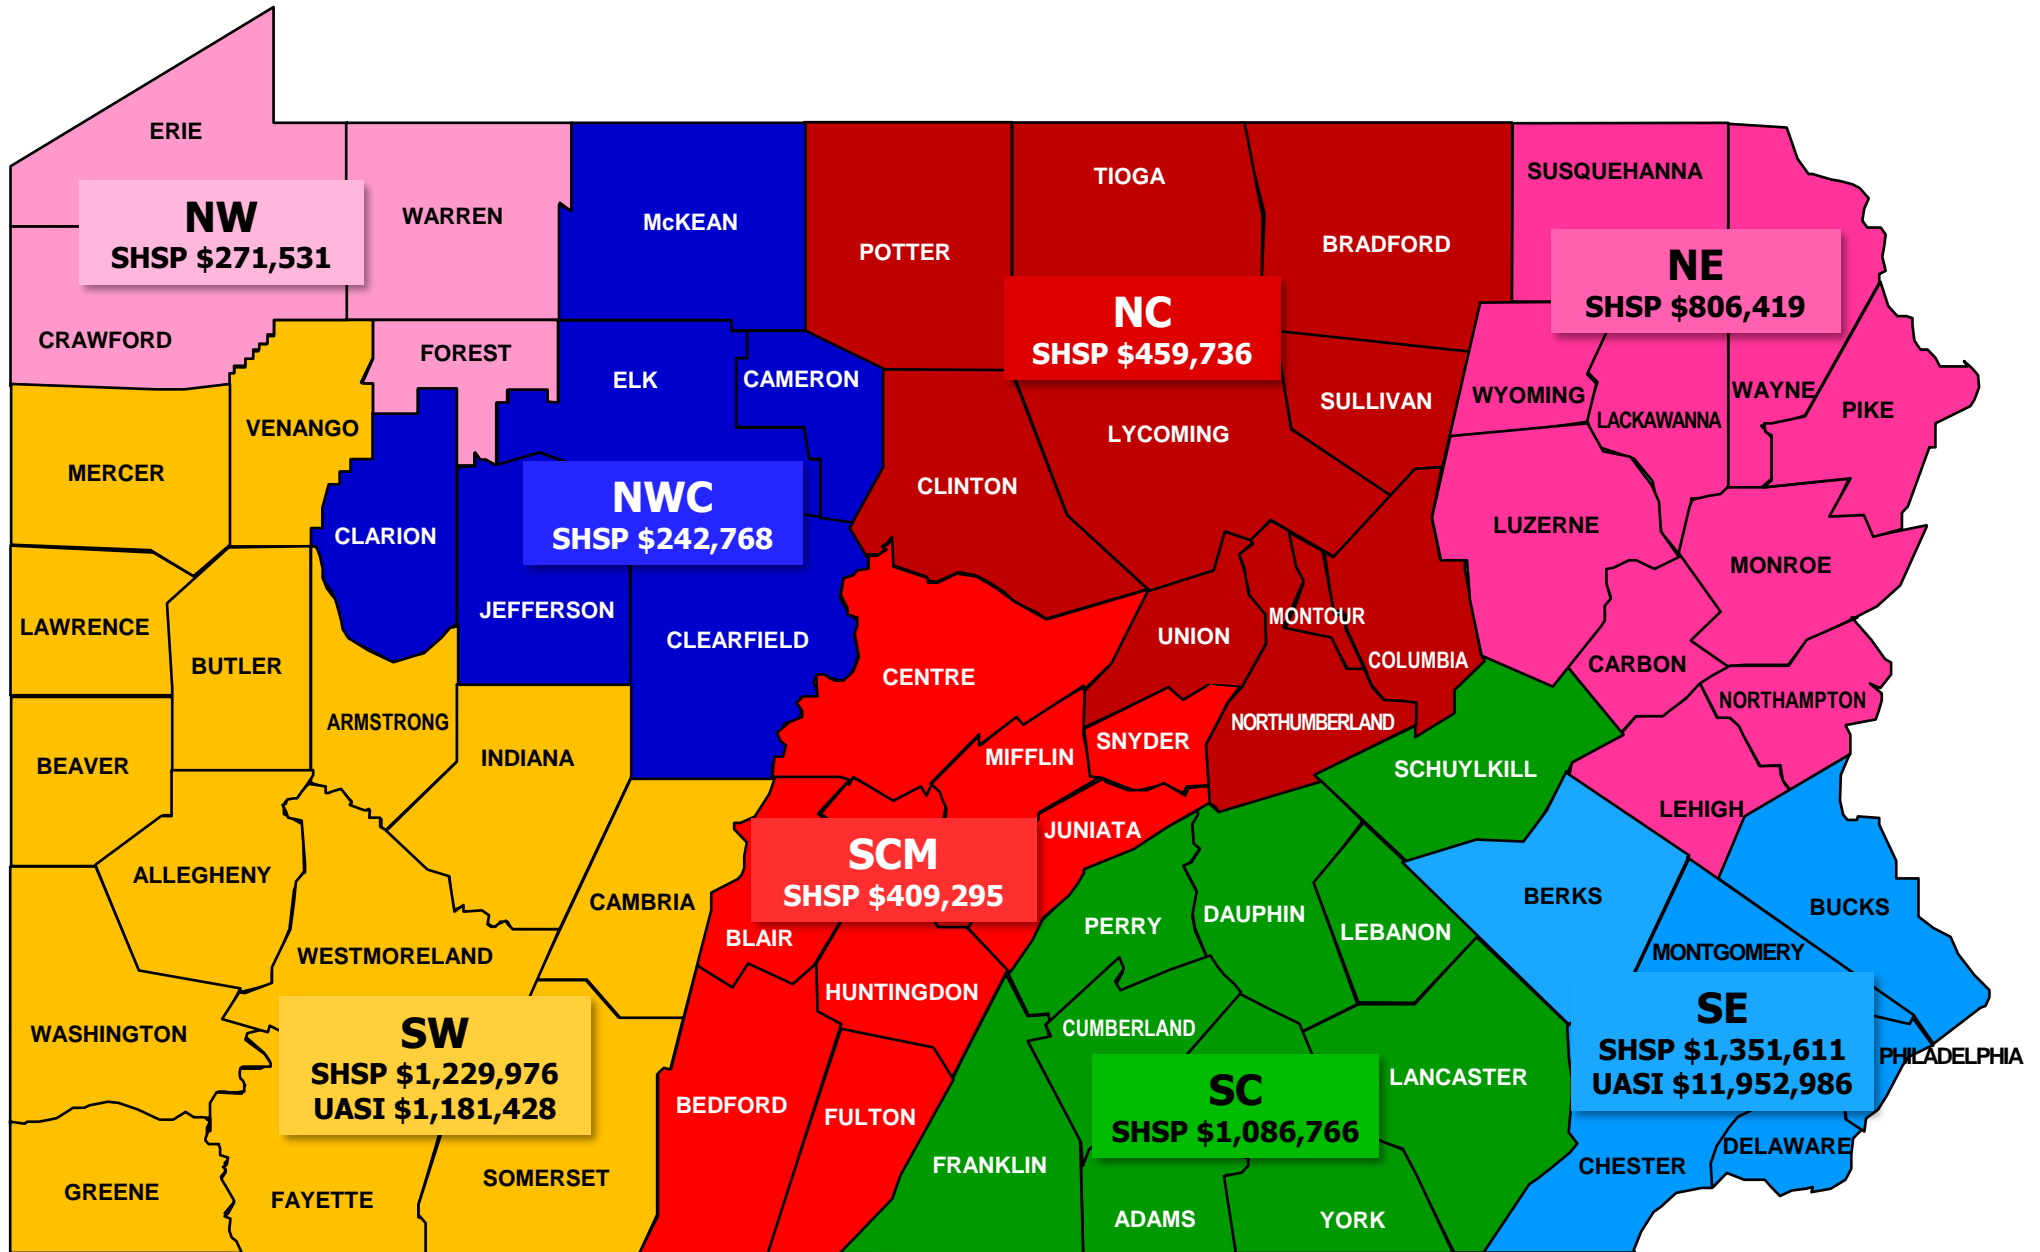 ERIE
NW
SHSP $271,531
WARREN
McKEAN
POTTER
TIOGA
BRADFORD
SUSQUEHANNA
NE
SHSP $806,419
NC
SHSP $459,736
CRAWFORD
FOREST
ELK
CAMERON
SULLIVAN
WYOMING
LACKAWANNA
WAYNE
PIKE
VENANGO
MERCER
LYCOMING
CLINTON
CLARION
NWC
SHSP $242,768
LUZERNE
MONROE
LAWRENCE
BUTLER
JEFFERSON
CLEARFIELD
UNION
MONTOUR
COLUMBIA
CARBON
CENTRE
NORTHAMPTON
ARMSTRONG
NORTHUMBERLAND
BEAVER
INDIANA
MIFFLIN
SNYDER
SCHUYLKILL
LEHIGH
JUNIATA
ALLEGHENY
SCM
SHSP $409,295
CAMBRIA
BLAIR
PERRY
DAUPHIN
LEBANON
BERKS
BUCKS
WESTMORELAND
MONTGOMERY
HUNTINGDON
WASHINGTON
SW
SHSP $1,229,976
UASI $1,181,428
CUMBERLAND
SE
SHSP $1,351,611
UASI $11,952,986
PHILADELPHIA
LANCASTER
SC
SHSP $1,086,766
BEDFORD
FULTON
FRANKLIN
DELAWARE
CHESTER
GREENE
FAYETTE
SOMERSET
ADAMS
YORK